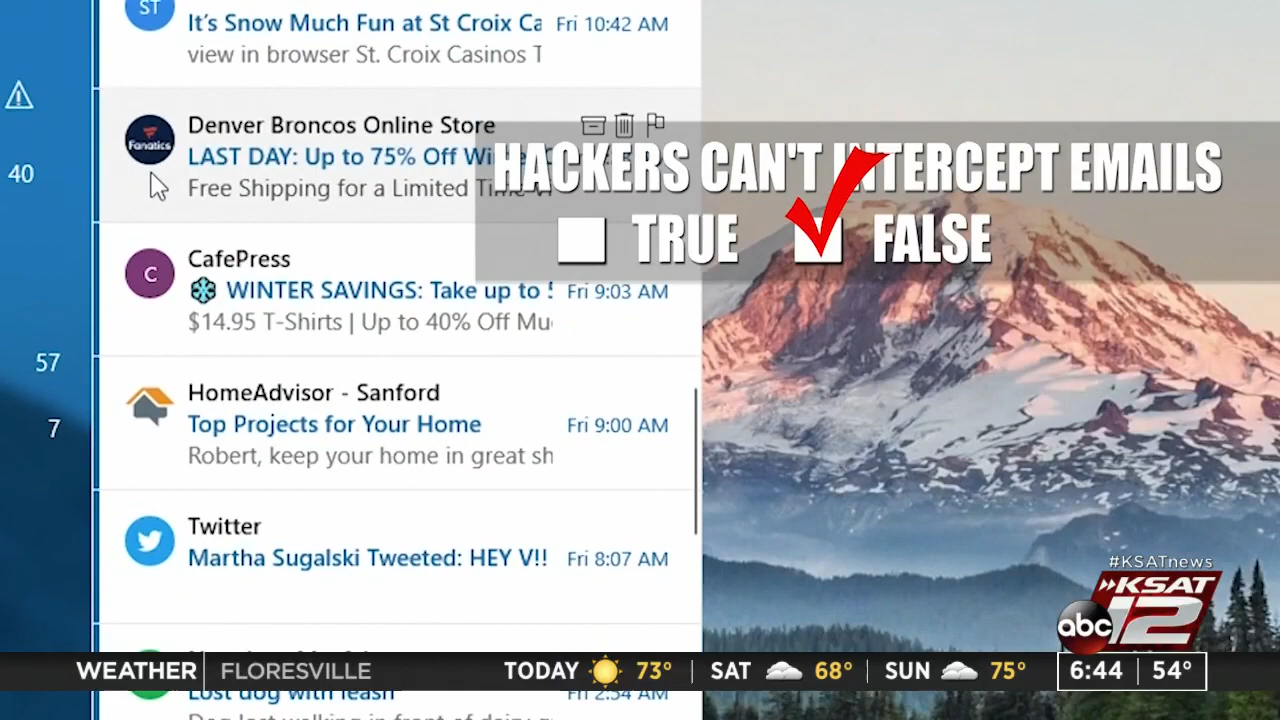 ST
It's Snow Much Fun at St Croix Ca
Fri 10:42 AM
view in browser St. Croix Casinos T
Fanatics
Denver Broncos Online Store
LAST DAY: Up to 75% Off
40
Free Shipping for a Limited
HACKERS CAN'T INTERCEPT EMAILS
TRUE
FALSE
C
CafePress
WINTER SAVINGS: Take up to
Fri 9:03 AM
$14.95 T-Shirts | Up to 40% Off Mu
57
HomeAdvisor - Sanford
Top Projects for Your Home
Fri 9:00 AM
7
Robert, keep your home in great sh
Twitter
Martha Sugalski Tweeted: HEY V!!
Fri 8:07 AM
#KSATnews
KSAT
abc 12
WEATHER FLORESVILLE TODAY 73° SAT 68° SUN 75° 6:44 54°
Lost dog with leash